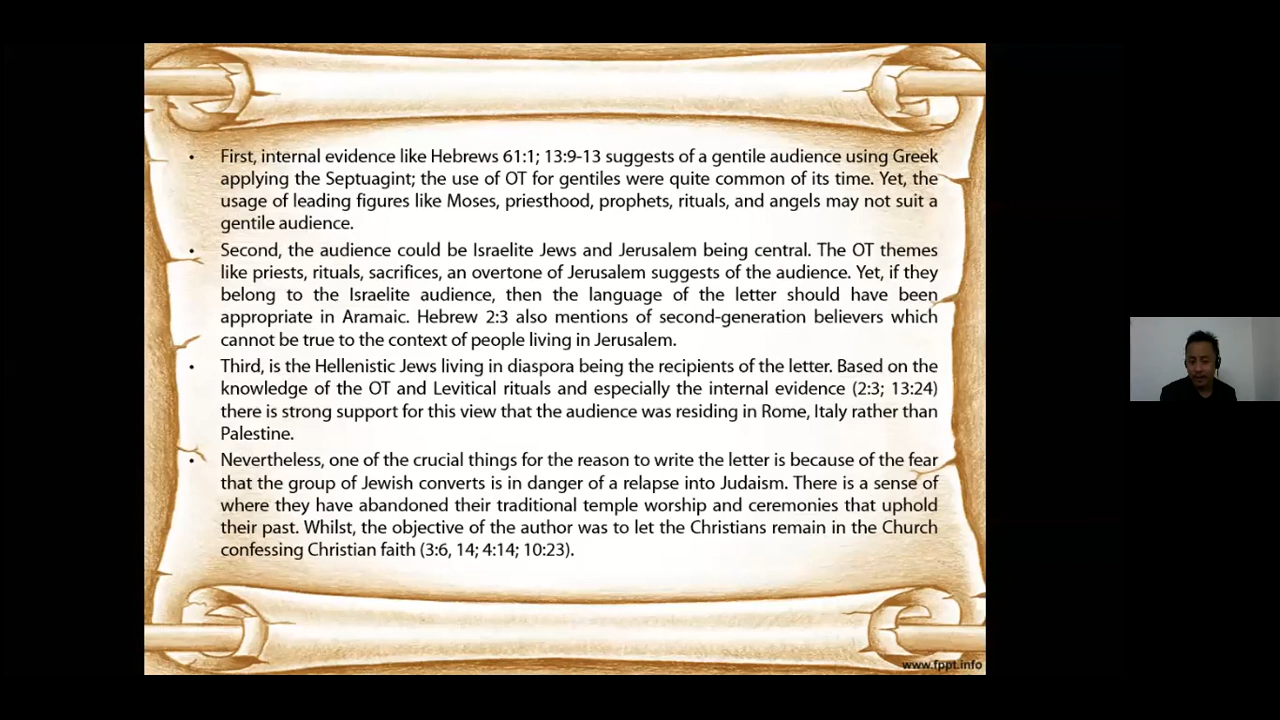 • First, internal evidence like Hebrews 61:1; 13:9-13 suggests of a gentile audience using Greek
applying the Septuagint; the use of OT for gentiles were quite common of its time. Yet, the
usage of leading figures like Moses, priesthood, prophets, rituals, and angels may not suit a
gentile audience.
• Second, the audience could be Israelite Jews and Jerusalem being central. The OT themes
like priests, rituals, sacrifices, an overtone of Jerusalem suggests of the audience. Yet, if they
belong to the Israelite audience, then the language of the letter should have been
appropriate in Aramaic. Hebrew 2:3 also mentions of second-generation believers which
cannot be true to the context of people living in Jerusalem.
• Third, is the Hellenistic Jews living in diaspora being the recipients of the letter. Based on the
knowledge of the OT and Levitical rituals and especially the internal evidence (2:3; 13:24)
there is strong support for this view that the audience was residing in Rome, Italy rather than
Palestine.
• Nevertheless, one of the crucial things for the reason to write the letter is because of the fear
that the group of Jewish converts is in danger of a relapse into Judaism. There is a sense of
where they have abandoned their traditional temple worship and ceremonies that uphold
their past. Whilst, the objective of the author was to let the Christians remain in the Church
confessing Christian faith (3:6, 14; 4:14; 10:23).
www.fppt.info